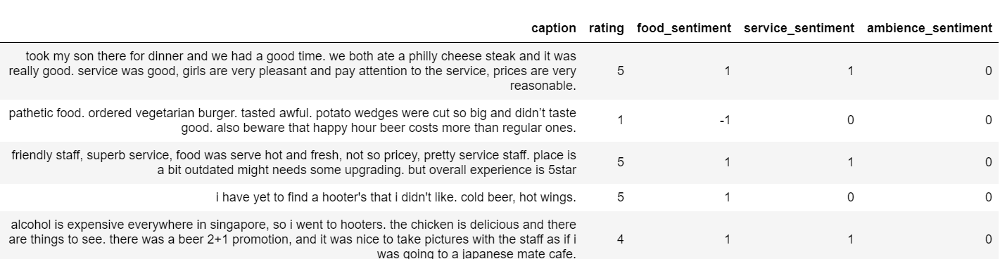 caption rating food_sentiment service_sentiment ambience_sentiment
took my son there for dinner and we had a good time. we both ate a philly cheese steak and it was
really good. service was good, girls are very pleasant and pay attention to the service, prices are very 5 1 1 0
reasonable.
pathetic food. ordered vegetarian burger. tasted awful. potato wedges were cut so big and didn’t taste
good. also beware that happy hour beer costs more than regular ones. 1 -1 0 0
friendly staff, superb service, food was serve hot and fresh, not so pricey, pretty service staff. place is
a bit outdated might needs some upgrading. but overall experience is 5star 5 1 1 0
i have yet to find a hooter's that i didn't like. cold beer, hot wings. 5 1 0 0
alcohol is expensive everywhere in singapore, so i went to hooters. the chicken is delicious and there
are things to see. there was a beer 2+1 promotion, and it was nice to take pictures with the staff as if i 4 1 1 0
was going to a japanese mate cafe.